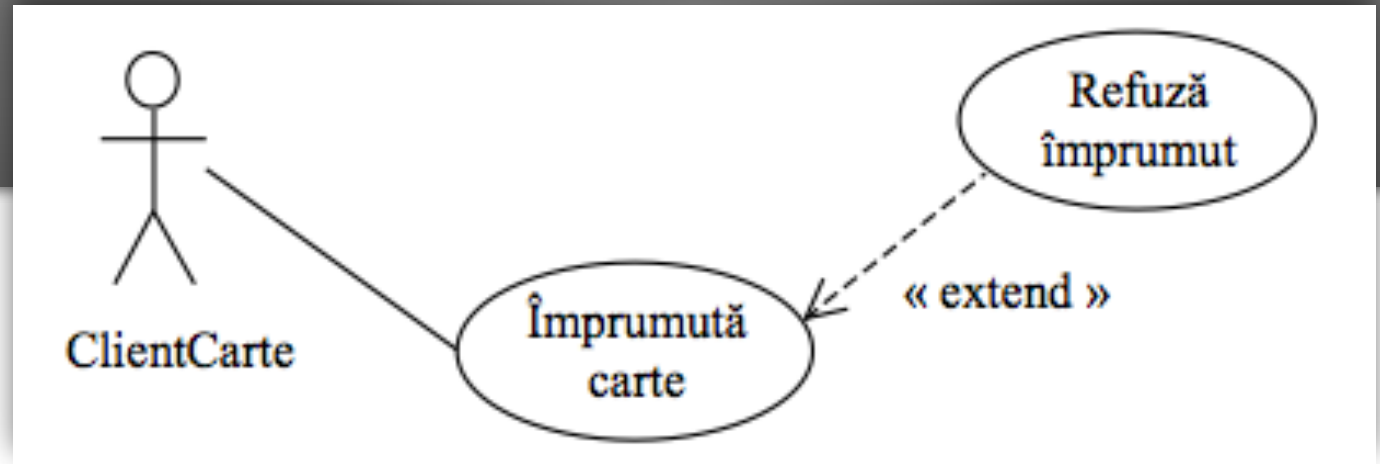 Refuză
împrumut
« extend »
Împrumută
carte
ClientCarte